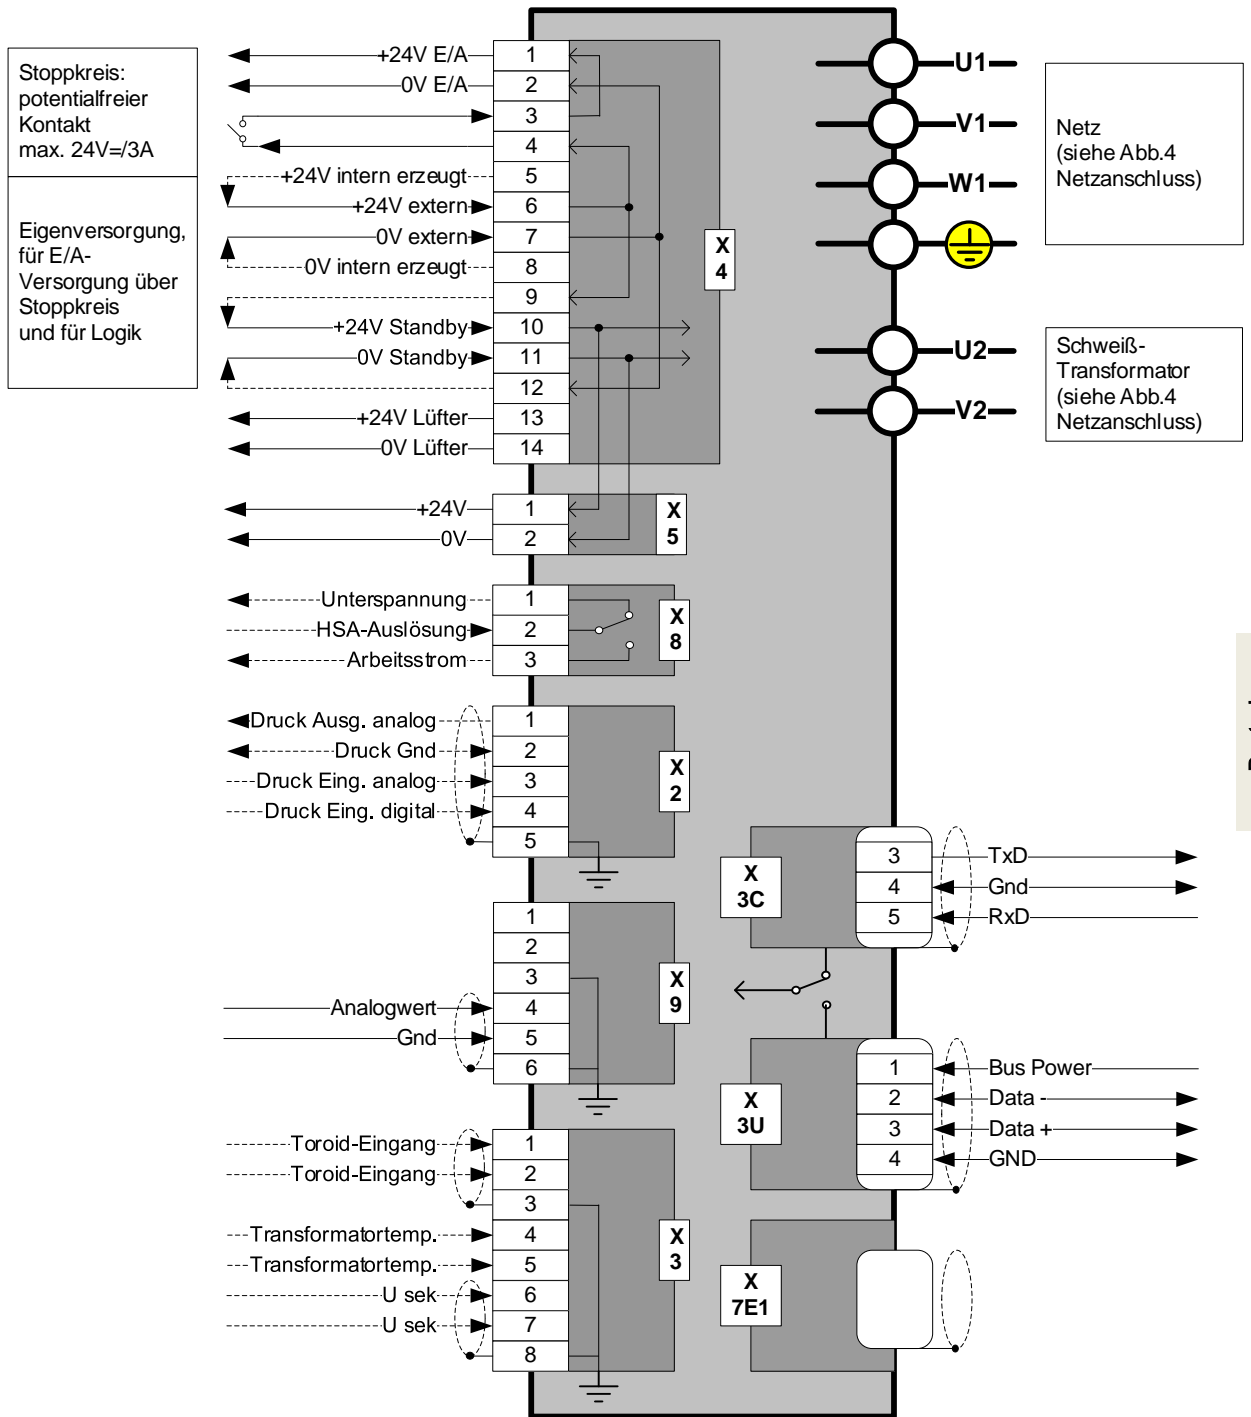 Stoppkreis:
potentialfreier
Kontakt
max. 24V=/3A
Eigenversorgung,
für E/A-
Versorgung über
Stoppkreis
und für Logik
+24V E/A 1
0V E/A 2
3
4
+24V intern erzeugt 5
+24V extern 6
0V extern 7
0V intern erzeugt 8
9
+24V Standby 10
0V Standby 11
12
+24V Lüfter 13
0V Lüfter 14
X
4
+24V 1
0V 2
X
5
Unterspannung 1
HSA-Auslösung 2
Arbeitsstrom 3
X
8
Druck Ausg. analog 1
Druck Gnd 2
Druck Eing. analog 3
Druck Eing. digital 4
5
X
2
1
2
3
Analogwert 4
Gnd 5
6
X
9
Toroid-Eingang 1
Toroid-Eingang 2
3
Transformatortemp. 4
Transformatortemp. 5
U sek 6
U sek 7
8
X
3
U1
V1
W1
Netz
(siehe Abb.4
Netzanschluss)
U2
V2
Schweiß-
Transformator
(siehe Abb.4
Netzanschluss)
X
3C
3 TxD
4 Gnd
5 RxD
X
3U
1 Bus Power
2 Data -
3 Data +
4 GND
X
7E1